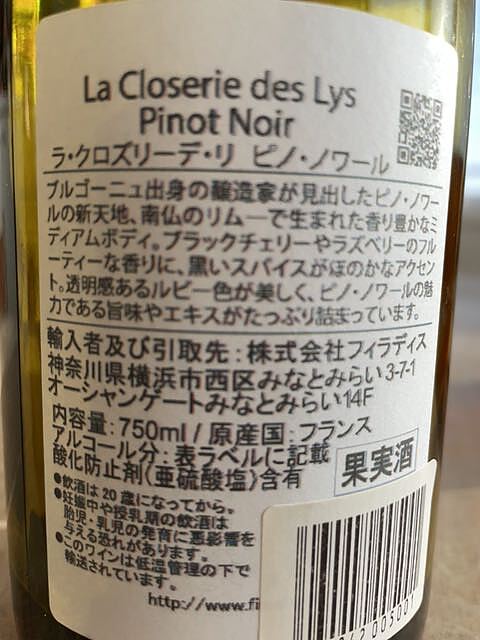 La Closerie des Lys
Pinot Noir
ラ・クロズリーデ・リ ピノ・ノワール
ブルゴーニュ出身の醸造家が見出したピノ・ノワー
ルの新天地、南仏のリムーで生まれた香り豊かなミ
ディアムボディ。ブラックチェリーやラズベリーのフル
ーティーな香りに、黒いスパイスがほのかなアクセン
ト。透明感あるルビー色が美しく、ピノ・ノワールの魅
力である旨味やエキスがたっぷり詰まっています。
輸入者及び引取先:株式会社フィラディス
神奈川県横浜市西区みなとみらい3-7-1
オーシャンゲートみなとみらい14F
内容量:750ml / 原産国:フランス
アルコール分:表ラベルに記載
酸化防止剤(亜硫酸塩)含有
果実酒
●飲酒は20歳になってから。
●妊娠中や授乳期の飲酒は
胎児・乳児の発育に悪影響を
与える恐れがあります。
●このワインは低温管理の下で
輸送されています。
http://www.fi